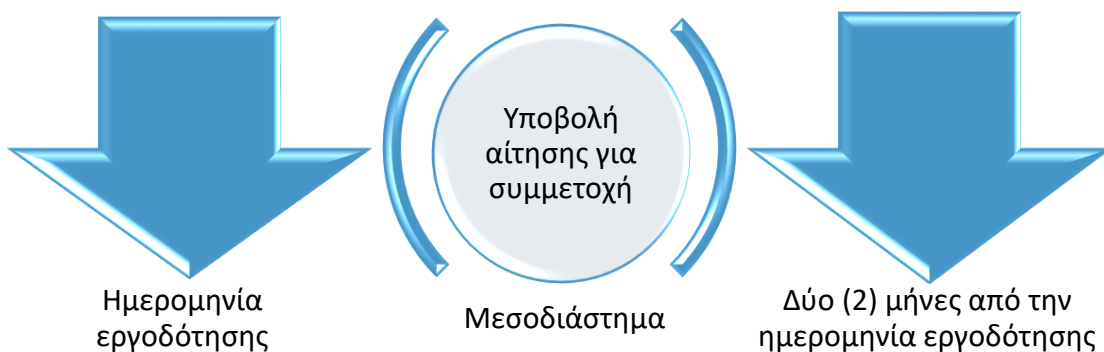 Υποβολή
αίτησης για
συμμετοχή
Ημερομηνία
εργοδότησης
Μεσοδιάστημα
Δύο (2) μήνες από την
ημερομηνία εργοδότησης